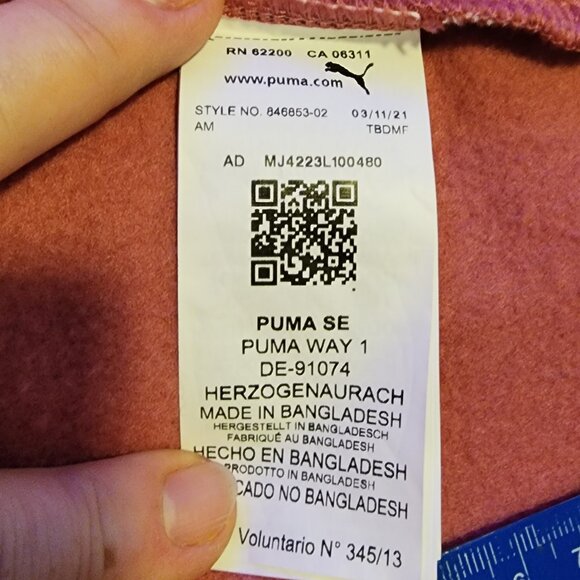 RN 62200 CA 06311
www.puma.com
STYLE NO. 846853-02 03/11/21
AM TBDMF
AD MJ4223L100480
PUMA SE
PUMA WAY 1
DE-91074
HERZOGENAURACH
MADE IN BANGLADESH
HERGESTELLT IN BANGLADESCH
FABRIQUÉ AU BANGLADESH
HECHO EN BANGLADESH
PRODOTTO IN BANGLADESH
CADO NO BANGLADESH
Voluntario N° 345/13